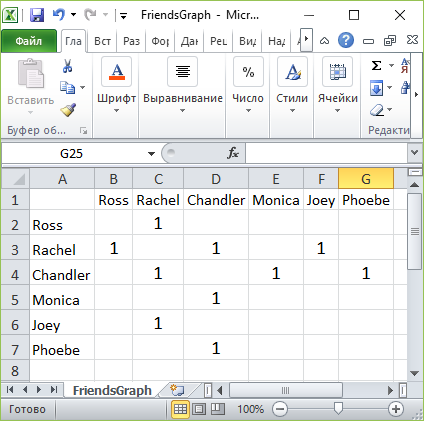 FriendsGraph - Micr...
Файл Гла Вст Раз Фор Дан Рец Вид Над
Вставить Шрифт Выравнивание Число Стили Ячейки
Буфер об... Редакти
G25 fx
A B C D E F G
1 Ross Rachel Chandler Monica Joey Phoebe
2 Ross 1
3 Rachel 1 1 1
4 Chandler 1 1 1
5 Monica 1
6 Joey 1
7 Phoebe 1
8
FriendsGraph
Готово 100%